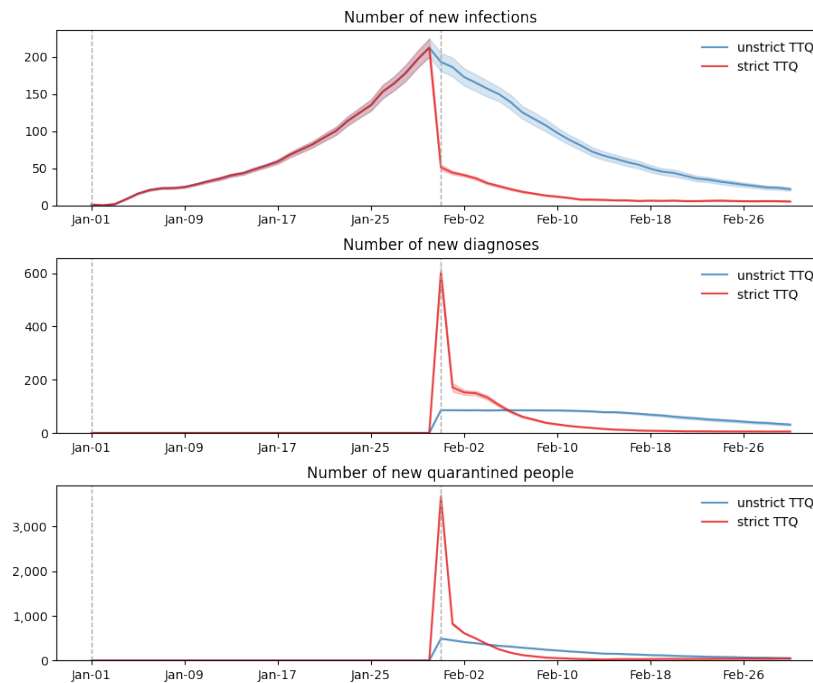 Number of new infections
unstrict TTQ
strict TTQ
200
150
100
50
0
Jan-01 Jan-09 Jan-17 Jan-25 Feb-02 Feb-10 Feb-18 Feb-26
Number of new diagnoses
unstrict TTQ
strict TTQ
600
400
200
0
Jan-01 Jan-09 Jan-17 Jan-25 Feb-02 Feb-10 Feb-18 Feb-26
Number of new quarantined people
unstrict TTQ
strict TTQ
3,000
2,000
1,000
0
Jan-01 Jan-09 Jan-17 Jan-25 Feb-02 Feb-10 Feb-18 Feb-26